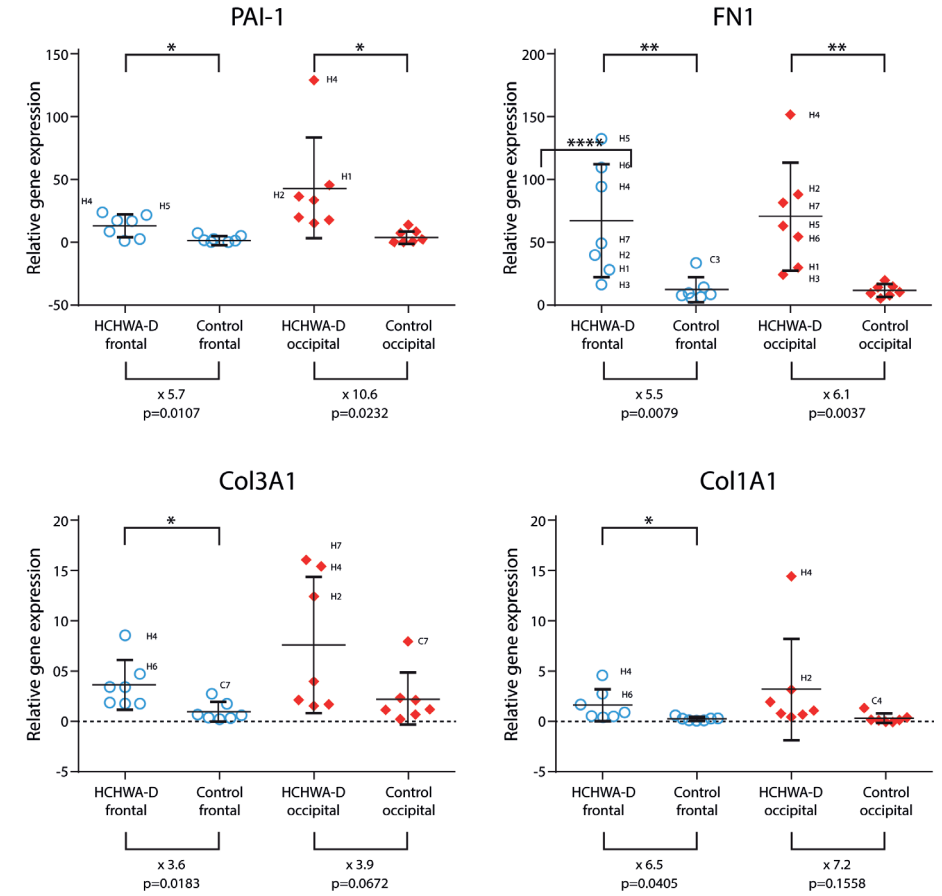 PAI-1
Relative gene expression
150
100
50
0
-50
*
*
H4
H5
H4
H2
H1
HCHWA-D frontal
Control frontal
HCHWA-D occipital
Control occipital
x 5.7
p=0.0107
x 10.6
p=0.0232
FN1
Relative gene expression
200
150
100
50
0
**
**
****
H5
H6
H4
H7
H2
H1
H3
C3
H4
H2
H7
H5
H6
H1
H3
HCHWA-D frontal
Control frontal
HCHWA-D occipital
Control occipital
x 5.5
p=0.0079
x 6.1
p=0.0037
Col3A1
Relative gene expression
20
15
10
05
0
-5
*
H4
H6
C7
H7
H4
H2
C7
HCHWA-D frontal
Control frontal
HCHWA-D occipital
Control occipital
x 3.6
p=0.0183
x 3.9
p=0.0672
Col1A1
Relative gene expression
20
15
10
5
0
-5
*
H4
H6
H4
H2
C4
HCHWA-D frontal
Control frontal
HCHWA-D occipital
Control occipital
x 6.5
p=0.0405
x 7.2
p=0.1558